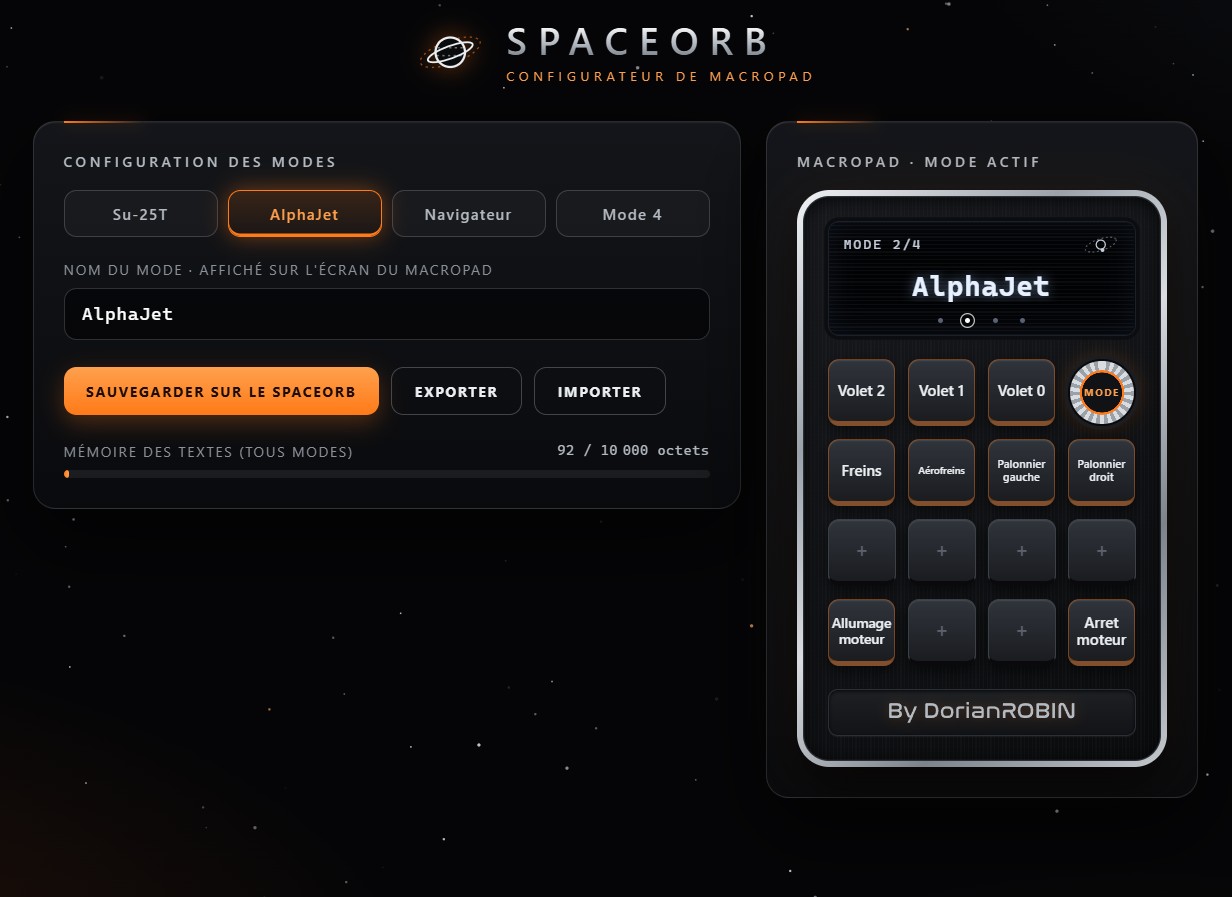 SPACEORB
CONFIGURATEUR DE MACROPAD
CONFIGURATION DES MODES
Su-25T
AlphaJet
Navigateur
Mode 4
NOM DU MODE · AFFICHÉ SUR L'ÉCRAN DU MACROPAD
AlphaJet
SAUVEGARDER SUR LE SPACEORB
EXPORTER
IMPORTER
MÉMOIRE DES TEXTES (TOUS MODES)
92 / 10 000 octets
MACROPAD · MODE ACTIF
MODE 2/4
AlphaJet
Volet 2
Volet 1
Volet 0
MODE
Freins
Aérofreins
Palonnier
gauche
Palonnier
droit
+
+
+
+
Allumage
moteur
+
+
Arret
moteur
By DorianROBIN